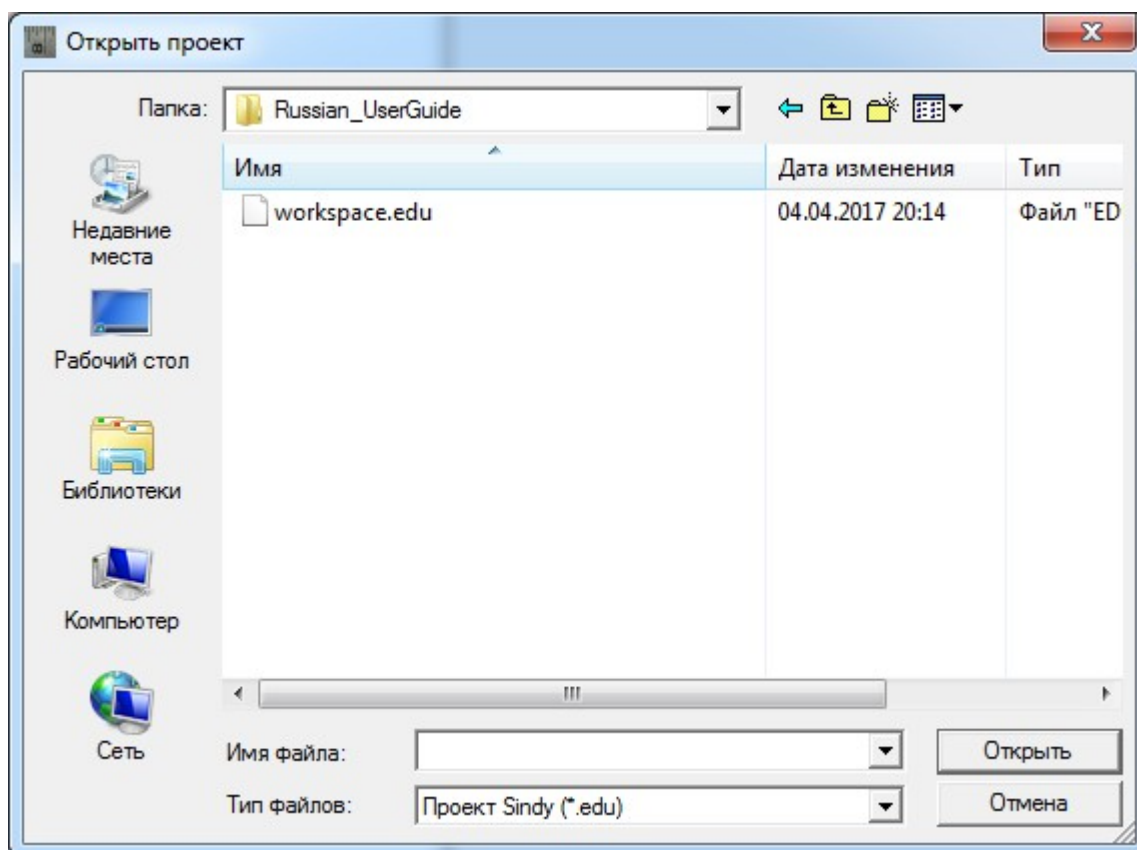 Открыть проект
Папка: Russian_UserGuide
Имя Дата изменения Тип
workspace.edu 04.04.2017 20:14 Файл "ED
Недавние
места
Рабочий стол
Библиотеки
Компьютер
Сеть
Имя файла: Открыть
Тип файлов: Проект Sindy (*.edu) Отмена